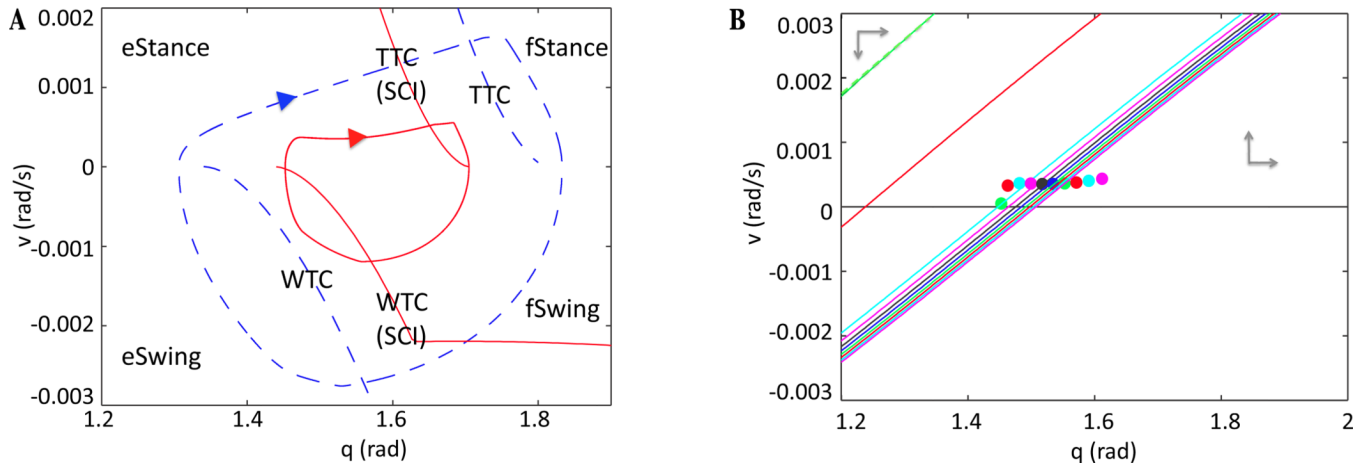 A
0.002
0.001
0
-0.001
-0.002
-0.003
v (rad/s)
eStance
TTC
(SCI)
fStance
TTC
WTC
WTC
(SCI)
fSwing
eSwing
1.2
1.4
1.6
1.8
q (rad)
B
0.003
0.002
0.001
0
-0.001
-0.002
-0.003
v (rad/s)
1.2
1.4
1.6
1.8
2
q (rad)